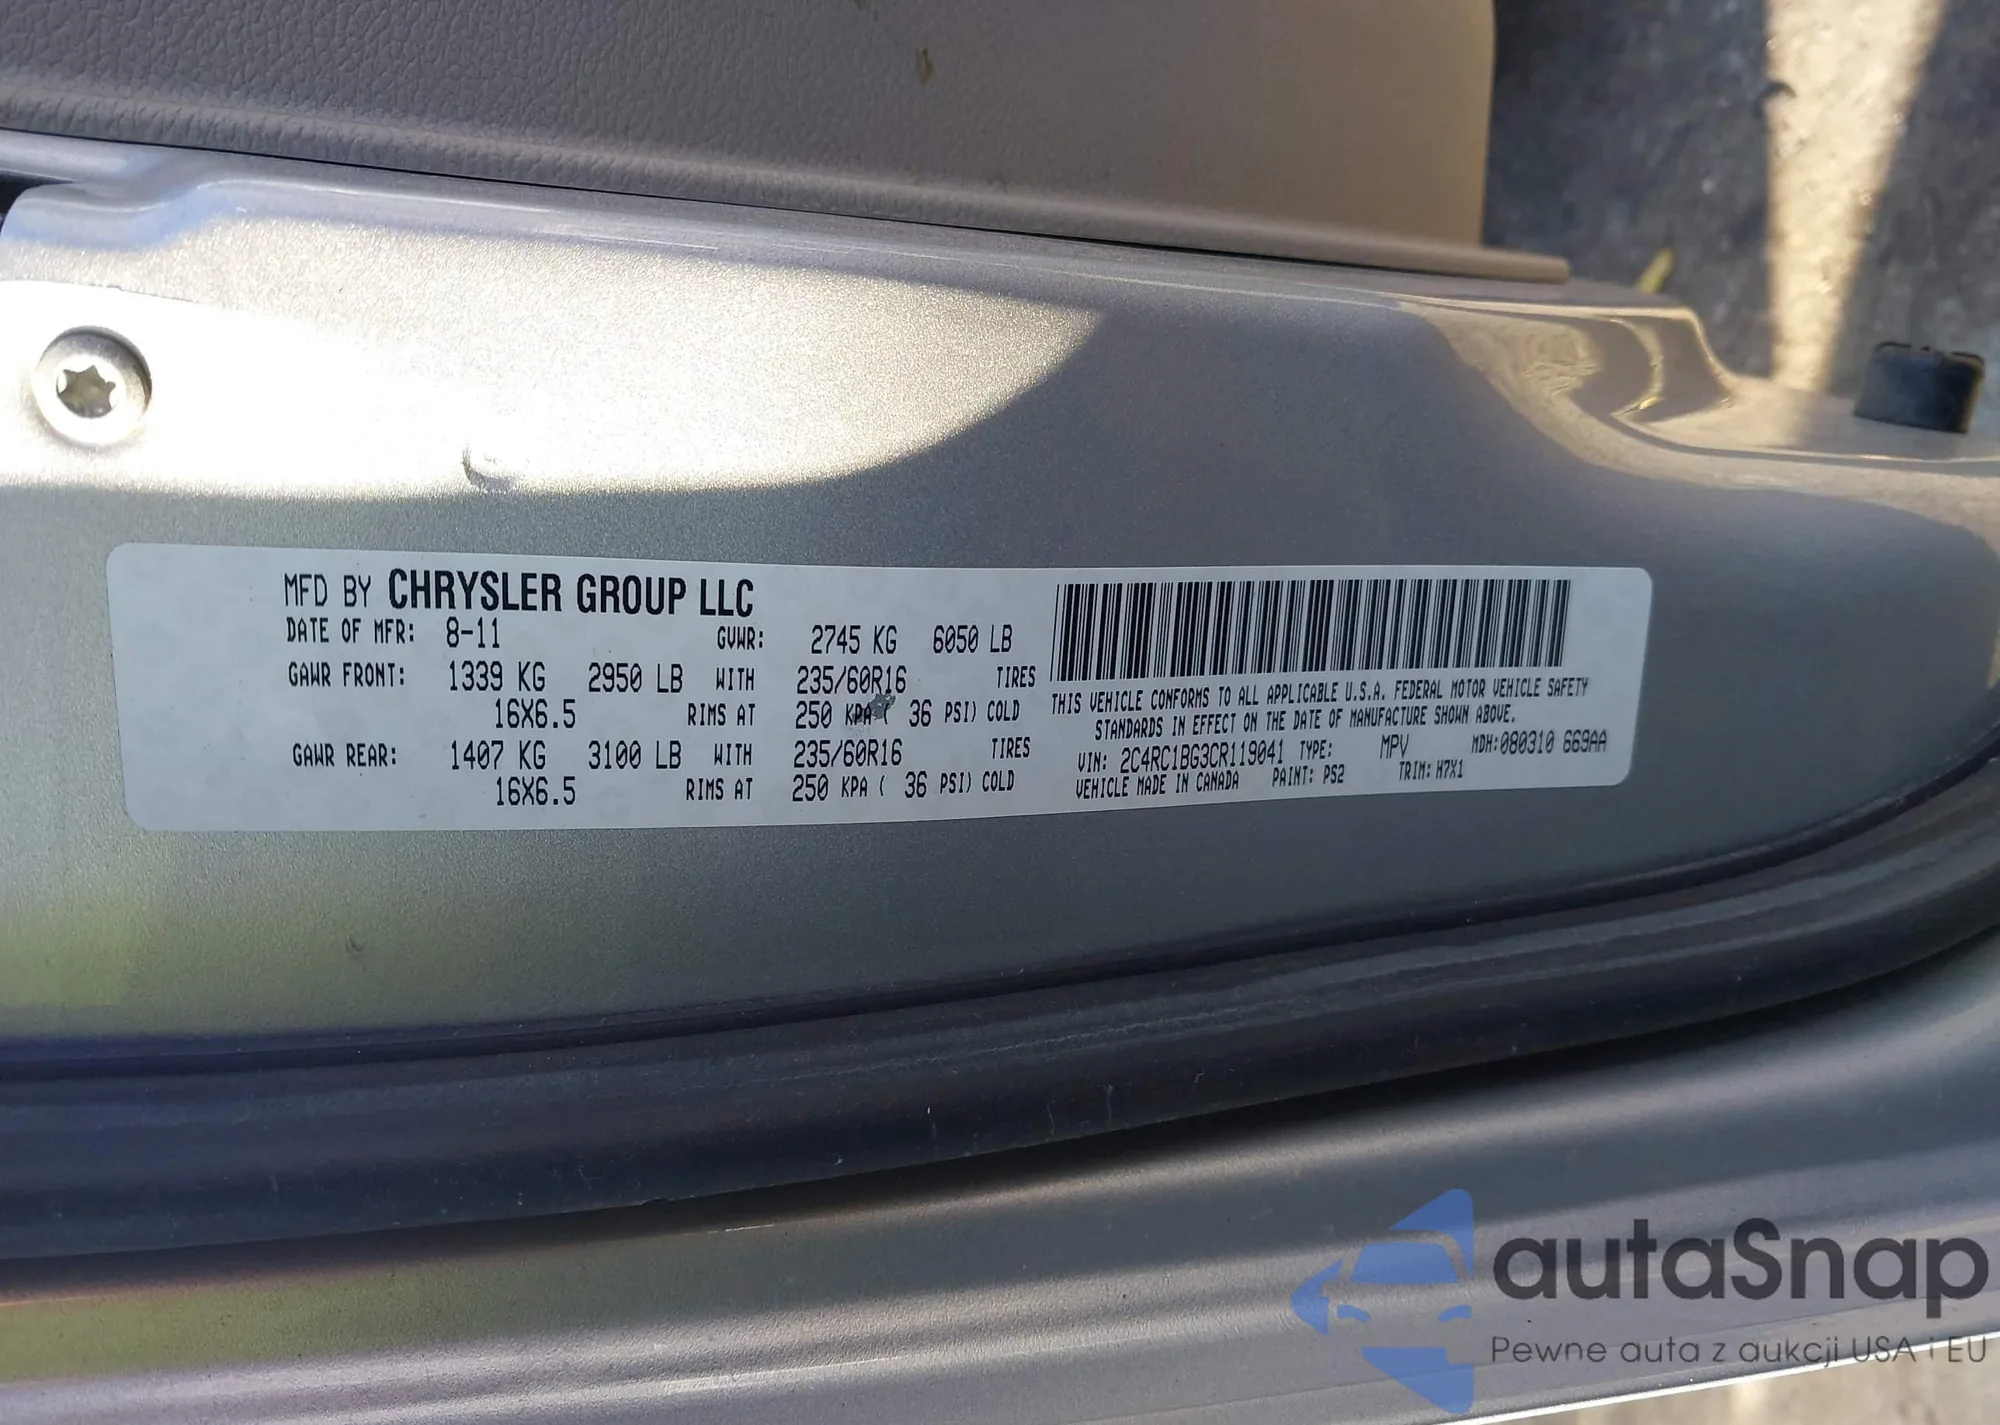 MFD BY CHRYSLER GROUP LLC
DATE OF MFR: 8-11 GVWR: 2745 KG 6050 LB
GAWR FRONT: 1339 KG 2950 LB WITH 235/60R16 TIRES
16X6.5 RIMS AT 250 KPA ( 36 PSI) COLD
GAWR REAR: 1407 KG 3100 LB WITH 235/60R16 TIRES
16X6.5 RIMS AT 250 KPA ( 36 PSI) COLD
THIS VEHICLE CONFORMS TO ALL APPLICABLE U.S.A. FEDERAL MOTOR VEHICLE SAFETY
STANDARDS IN EFFECT ON THE DATE OF MANUFACTURE SHOWN ABOVE.
VIN: 2C4RC1BG3CR119041 TYPE: MPV MDH:080310 669AA
VEHICLE MADE IN CANADA PAINT: PS2 TRIM: H7X1
autaSnap
Pewne auta z aukcji USA i EU